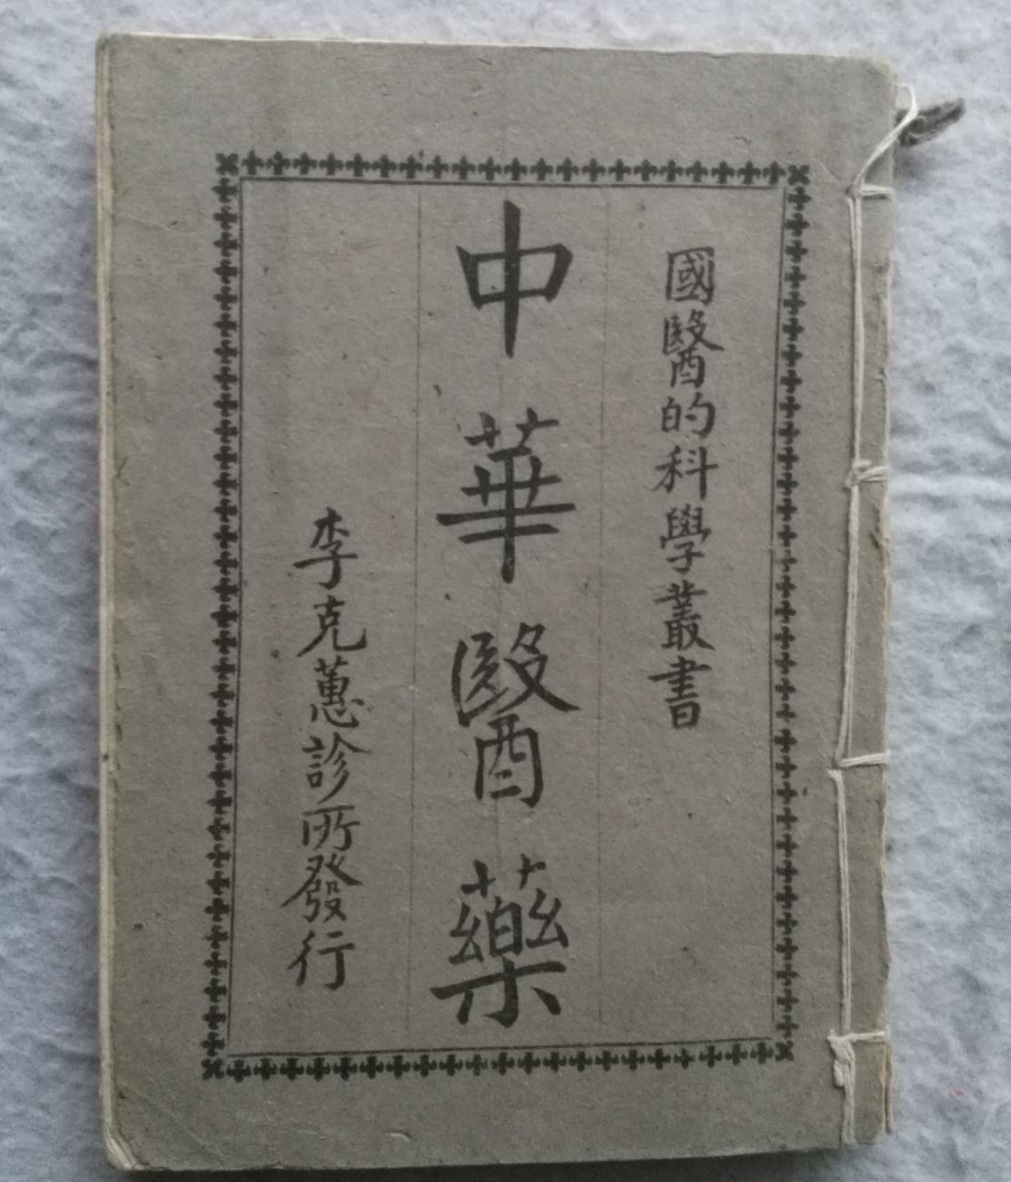 國醫的科學叢書
中華醫藥
李克蕙診所發行